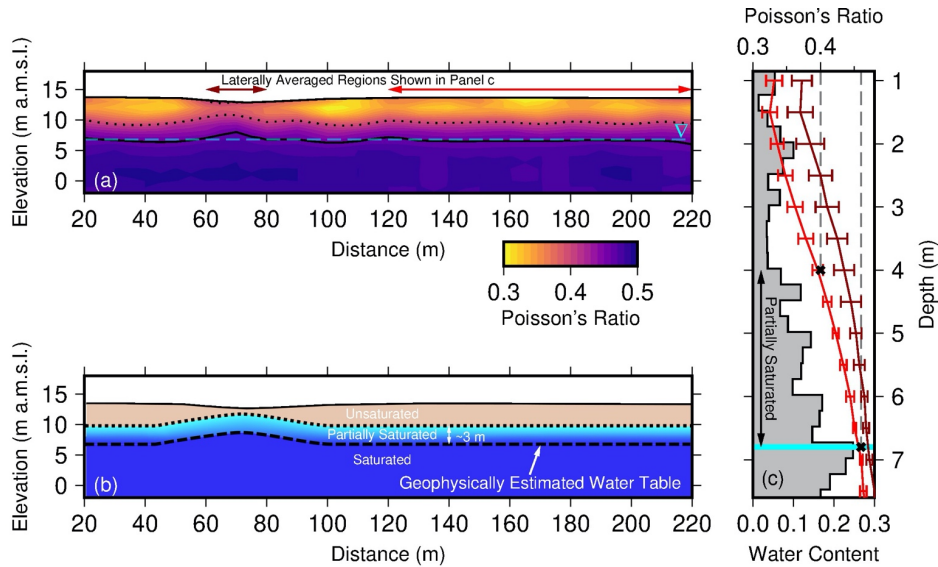 Laterally Averaged Regions Shown in Panel c
Elevation (m a.m.s.l.)
15
10
5
0
(a)
20 40 60 80 100 120 140 160 180 200 220
Distance (m)
0.3 0.4 0.5
Poisson's Ratio
Elevation (m a.m.s.l.)
15
10
5
0
Unsaturated
Partially Saturated
~3 m
Saturated
Geophysically Estimated Water Table
(b)
20 40 60 80 100 120 140 160 180 200 220
Distance (m)
Poisson's Ratio
0.3 0.4
1
2
3
4
5
6
7
Depth (m)
Partially Saturated
(c)
0.0 0.1 0.2 0.3
Water Content